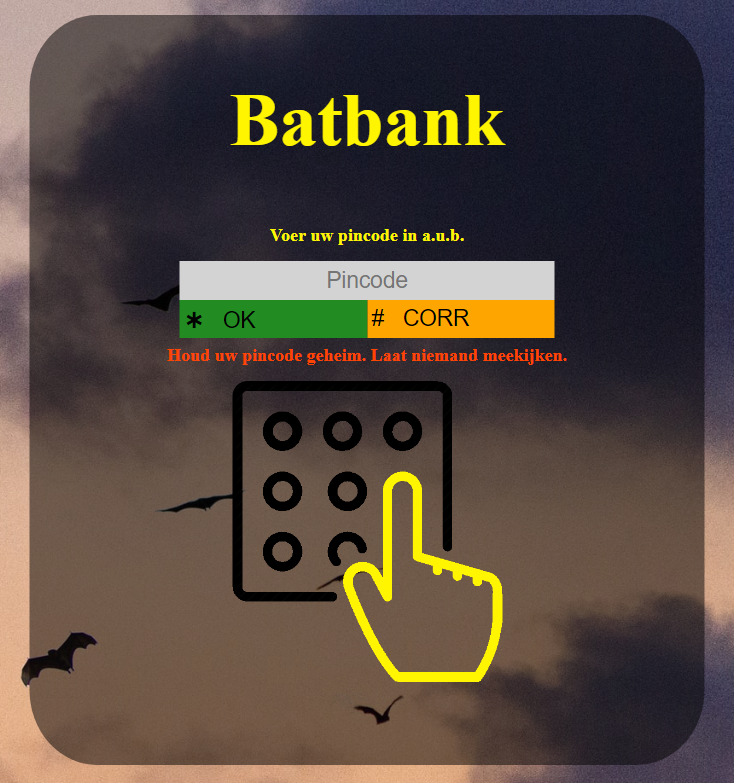 Batbank
Voer uw pincode in a.u.b.
Pincode
* OK # CORR
Houd uw pincode geheim. Laat niemand meekijken.